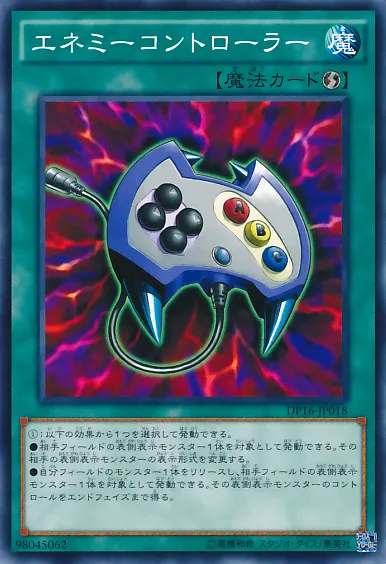 エネミーコントローラー
魔
【魔法カード】
A
B
C
DP16-JP018
①:以下の効果から1つを選択して発動できる。
●相手フィールドの表側表示モンスター1体を対象として発動できる。その
相手の表側表示モンスターの表示形式を変更する。
●自分フィールドのモンスター1体をリリースし、相手フィールドの表側表示
モンスター1体を対象として発動できる。その表側表示モンスターのコント
ロールをエンドフェイズまで得る。
98045062
©高橋和希 スタジオ・ダイス/集英社